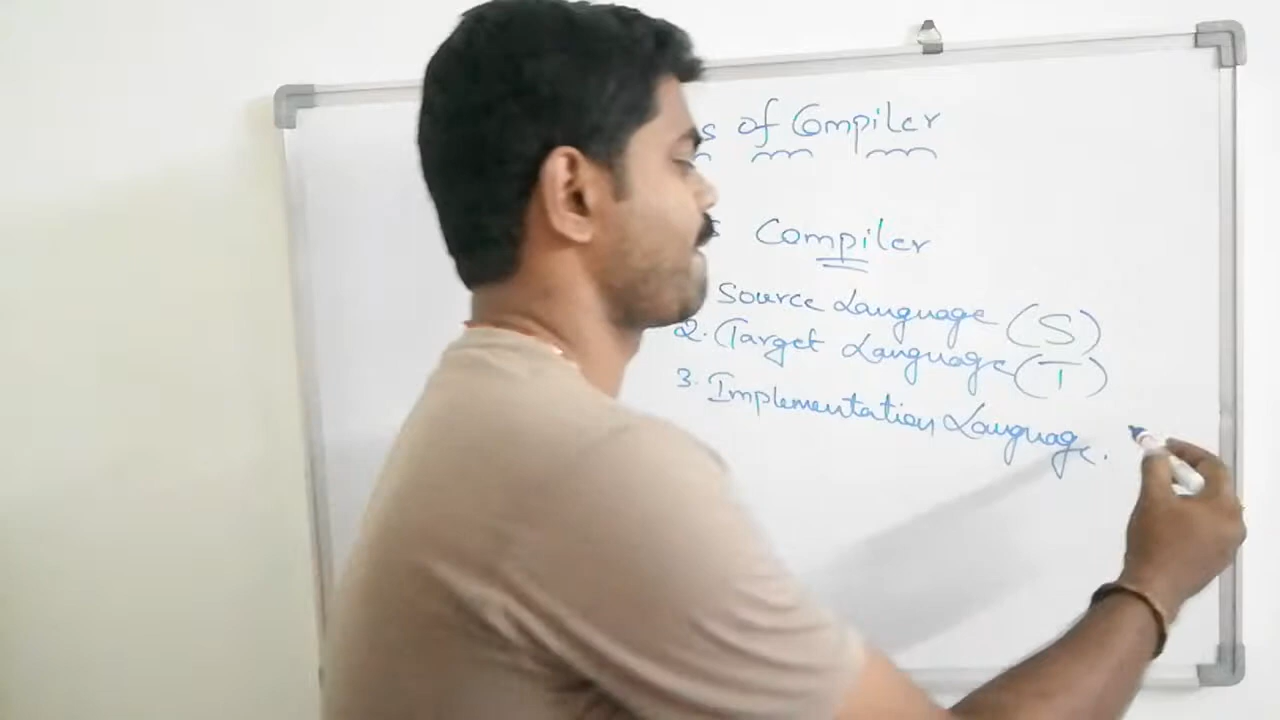 of Compiler
Compiler
Source Language (S)
2. Target Language (T)
3. Implementation Language.